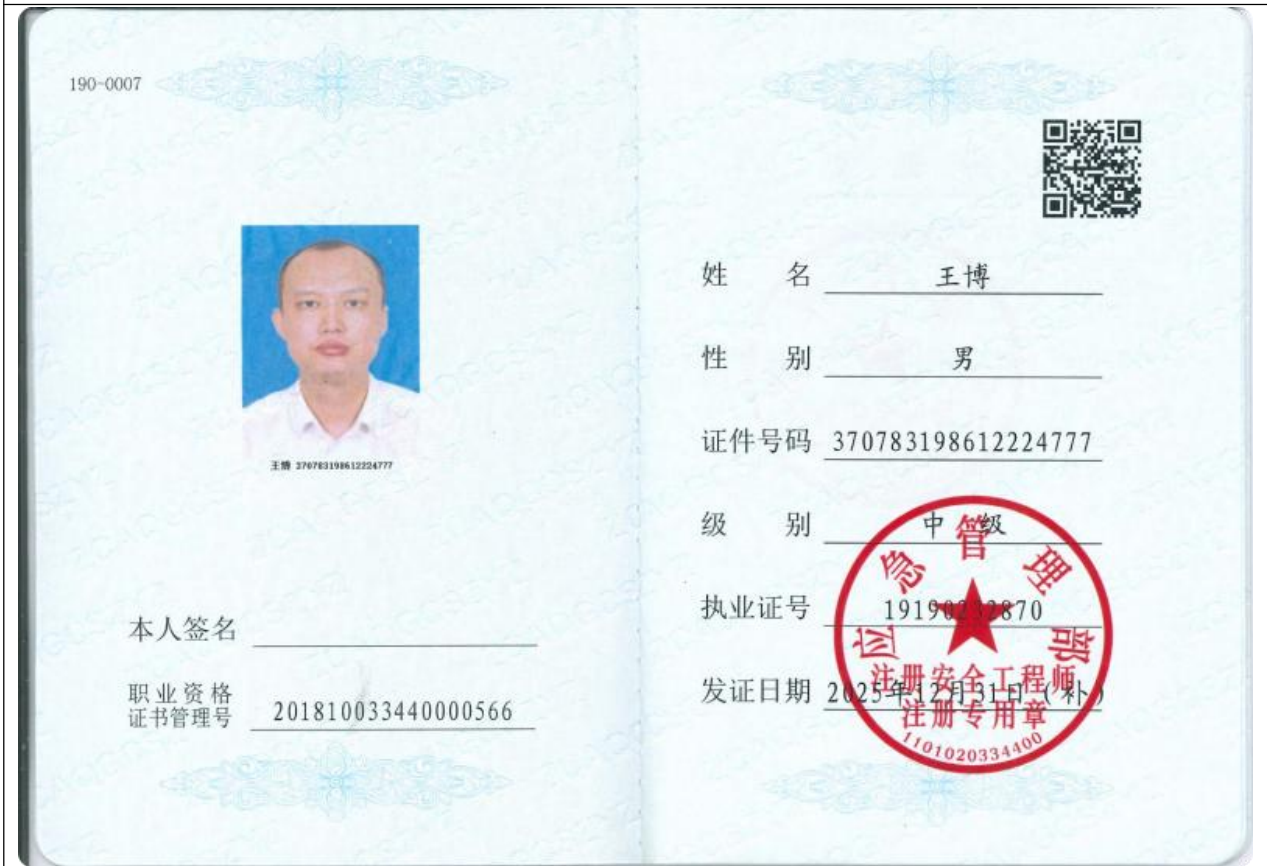 190-0007
王博 370783198612224777
本人签名
职业资格
证书管理号 201810033440000566
姓名 王博
性别 男
证件号码 370783198612224777
级别 中级
执业证号 19190232870
发证日期 2025年12月31日（补）
应急管理部
注册安全工程师
注册专用章
1101020334400